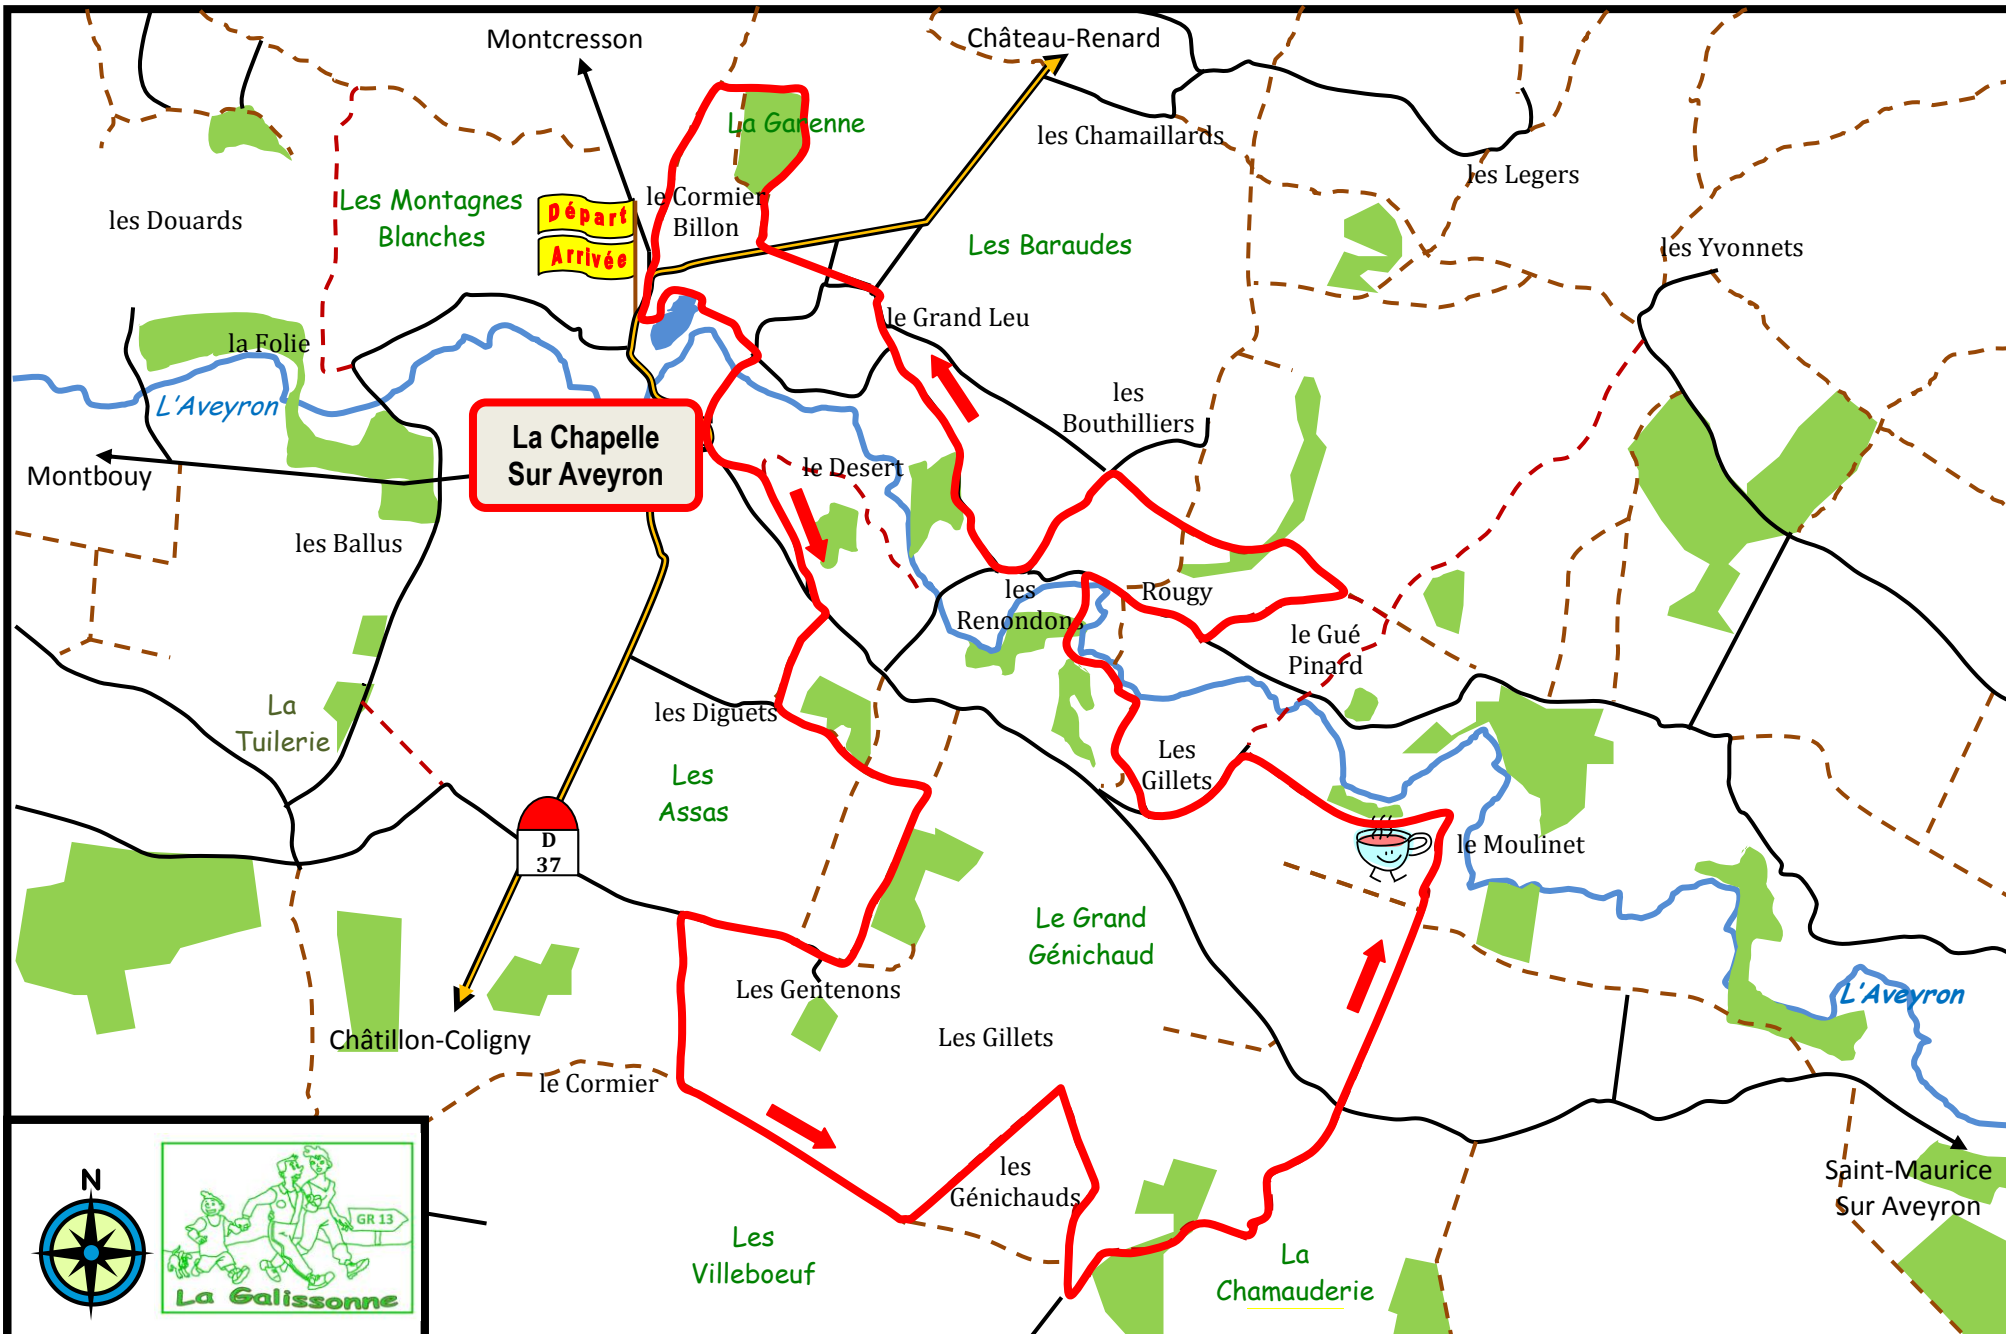 Montcresson
Château-Renard
La Garenne
les Chamaillards
les Legers
les Douards
Les Montagnes
Blanches
Départ
Arrivée
le Cormier
Billon
Les Baraudes
les Yvonnets
la Folie
le Grand Leu
L'Aveyron
les
Bouthilliers
La Chapelle
Sur Aveyron
Montbouy
le Desert
les Ballus
les
Renondons
Rougy
le Gué
Pinard
La
Tuilerie
les Diguets
Les
Gillets
Les
Assas
D
37
le Moulinet
Le Grand
Génichaud
Les Gentenons
L'Aveyron
Châtillon-Coligny
Les Gillets
le Cormier
les
Génichauds
Saint-Maurice
Sur Aveyron
Les
Villeboeuf
La
Chamauderie
N
GR 13
La Galissonne